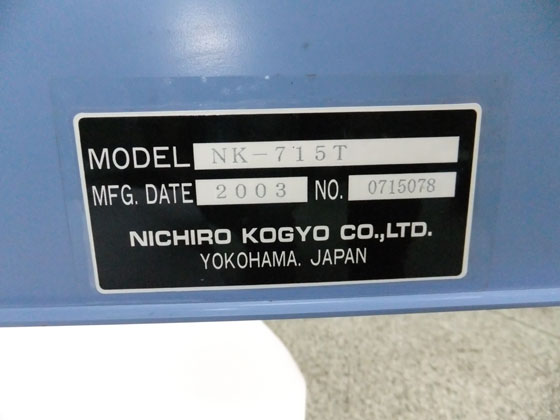 MODEL NK-715T
MFG. DATE 2003 NO. 0715078
NICHIRO KOGYO CO.,LTD.
YOKOHAMA. JAPAN